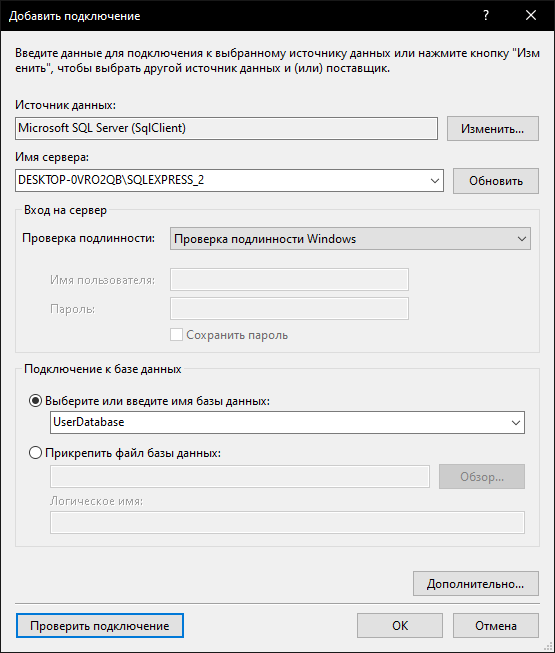 Добавить подключение
?
Введите данные для подключения к выбранному источнику данных или нажмите кнопку "Изм
енить", чтобы выбрать другой источник данных и (или) поставщик.
Источник данных:
Microsoft SQL Server (SqlClient)
Изменить...
Имя сервера:
DESKTOP-0VRO2QB\SQLEXPRESS_2
Обновить
Вход на сервер
Проверка подлинности:
Проверка подлинности Windows
Имя пользователя:
Пароль:
Сохранить пароль
Подключение к базе данных
Выберите или введите имя базы данных:
UserDatabase
Прикрепить файл базы данных:
Обзор...
Логическое имя:
Дополнительно...
Проверить подключение
ОК
Отмена